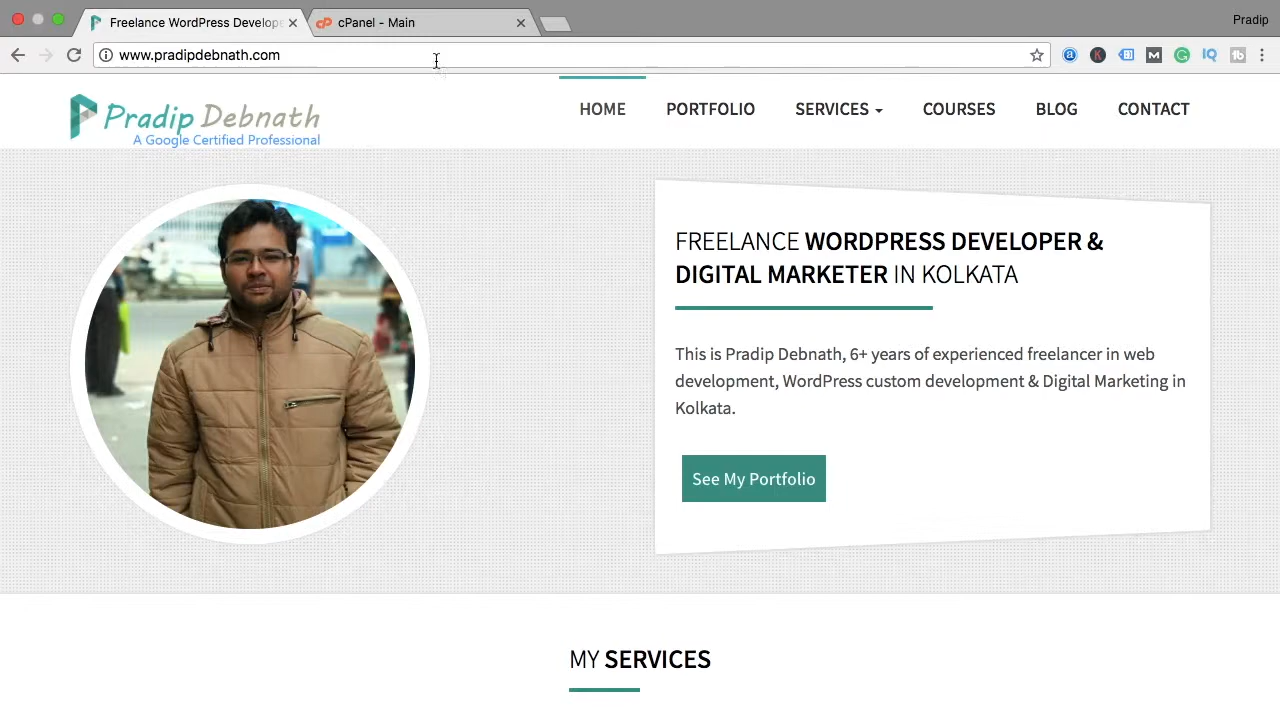 Freelance WordPress Develope
cPanel - Main
Pradip
www.pradipdebnath.com
Pradip Debnath
A Google Certified Professional
HOME
PORTFOLIO
SERVICES
COURSES
BLOG
CONTACT
FREELANCE WORDPRESS DEVELOPER &
DIGITAL MARKETER IN KOLKATA
This is Pradip Debnath, 6+ years of experienced freelancer in web
development, WordPress custom development & Digital Marketing in
Kolkata.
See My Portfolio
MY SERVICES